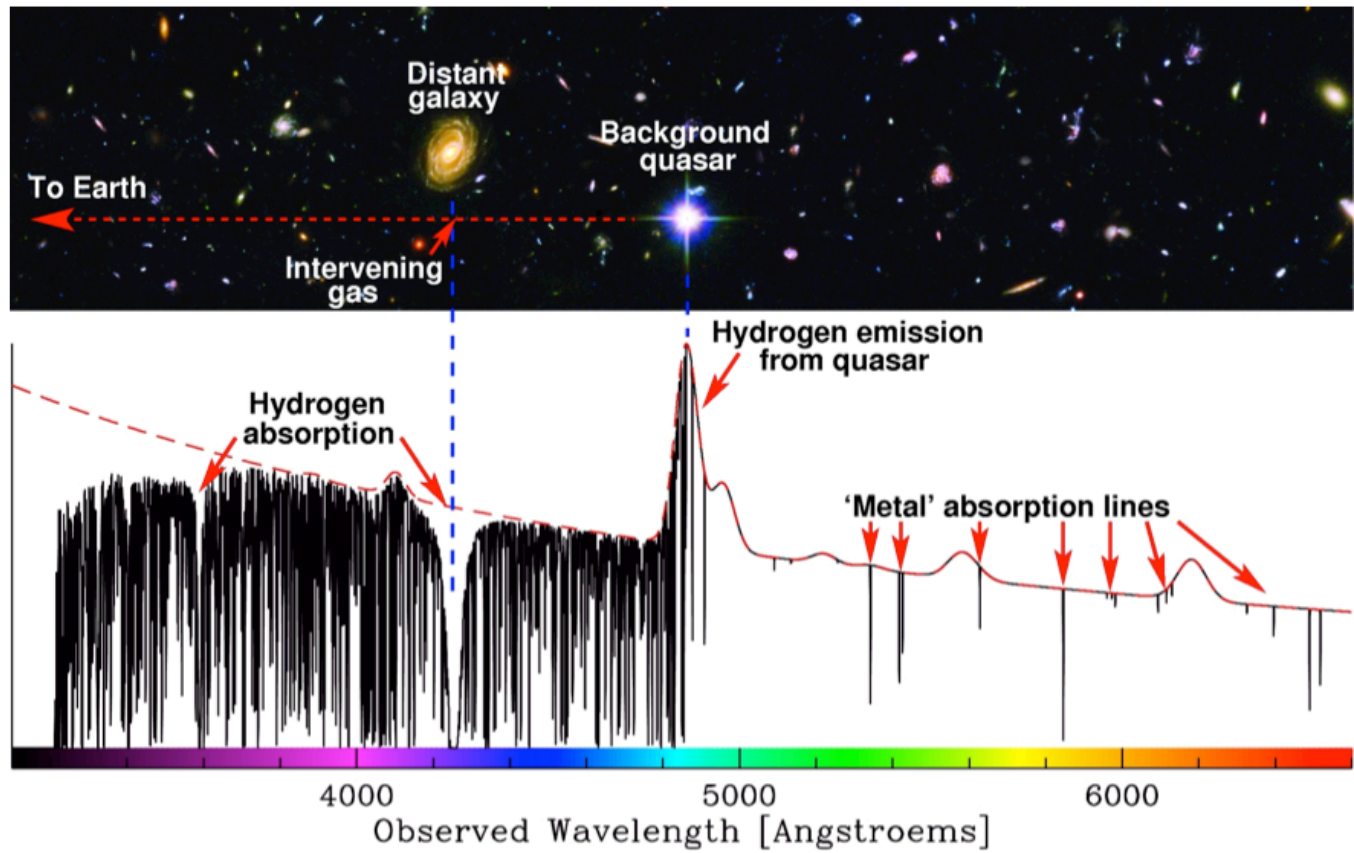 Distant
galaxy
Background
quasar
To Earth
Intervening
gas
Hydrogen emission
from quasar
Hydrogen
absorption
‘Metal’ absorption lines
4000
5000
6000
Observed Wavelength [Angstroems]